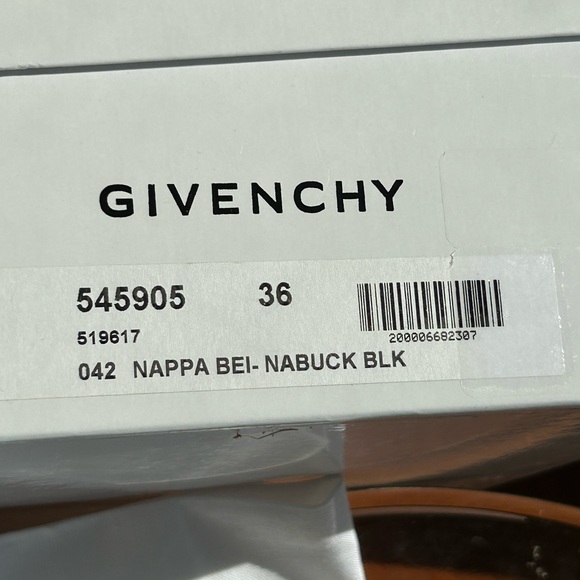 GIVENCHY
545905 36
519617
200006682307
042 NAPPA BEI- NABUCK BLK